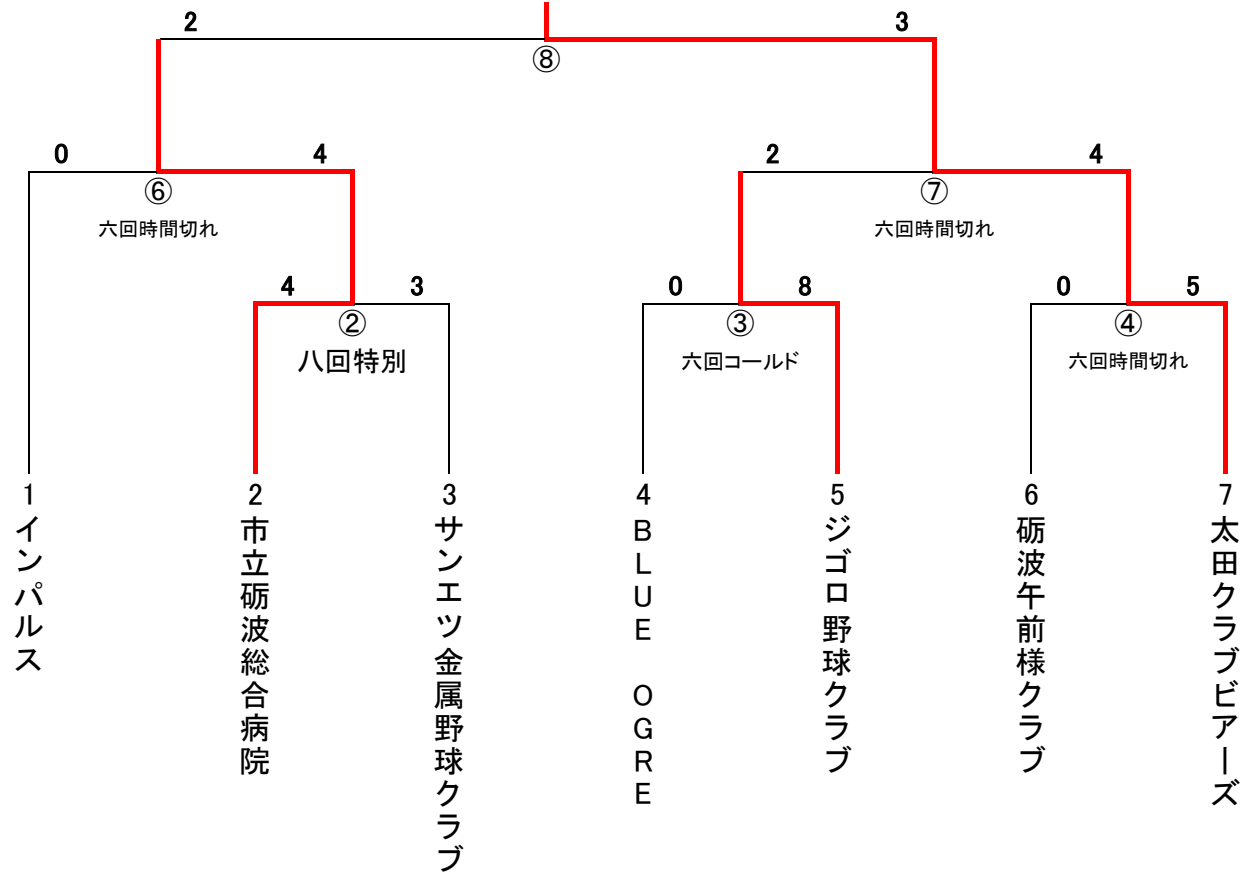 2 3
⑧
0 4 2 4
⑥ ⑦
六回時間切れ 六回時間切れ
4 3 0 8 0 5
② ③ ④
八回特別 六回コールド 六回時間切れ
1 インパルス
2 市立砺波総合病院
3 サンエツ金属野球クラブ
4 BLUE OGRE
5 ジゴロ野球クラブ
6 砺波午前様クラブ
7 太田クラブビアーズ